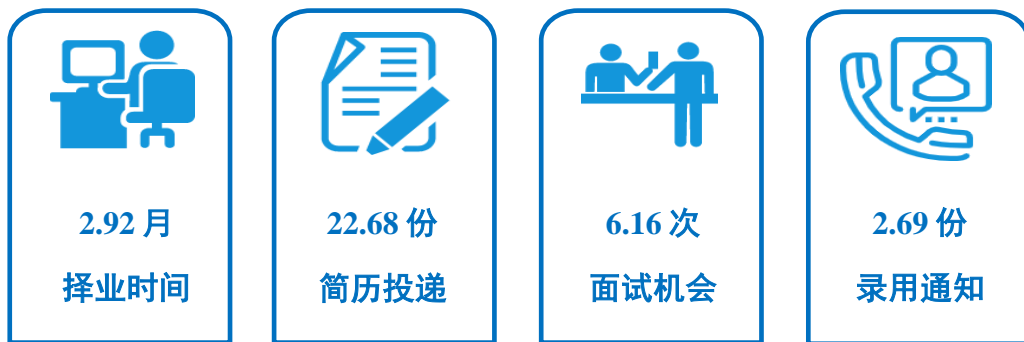 2.92 月
择业时间
22.68 份
简历投递
6.16 次
面试机会
2.69 份
录用通知